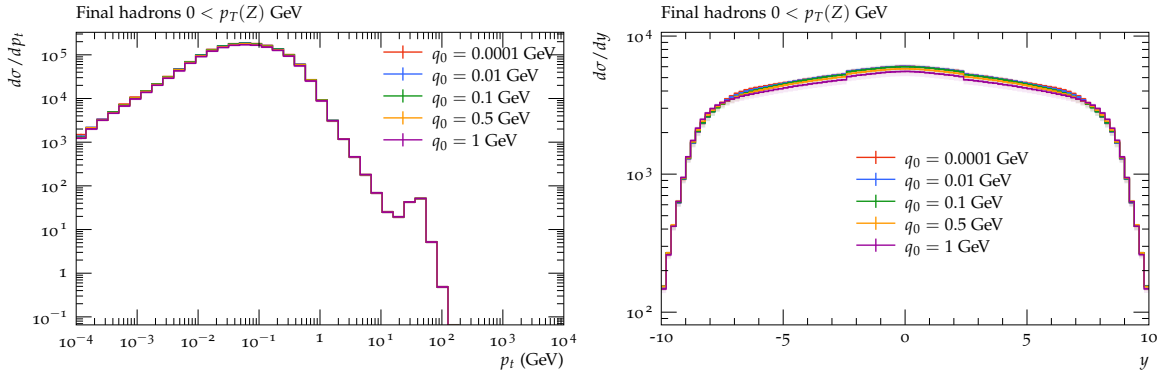 Final hadrons 0 < p_T(Z) GeV
dσ/dp_t
10^5
10^4
10^3
10^2
10^1
1
10^−1
q_0 = 0.0001 GeV
q_0 = 0.01 GeV
q_0 = 0.1 GeV
q_0 = 0.5 GeV
q_0 = 1 GeV
10^−4 10^−3 10^−2 10^−1 1 10^1 10^2 10^3 10^4
p_t (GeV)
Final hadrons 0 < p_T(Z) GeV
dσ/dy
10^4
10^3
10^2
q_0 = 0.0001 GeV
q_0 = 0.01 GeV
q_0 = 0.1 GeV
q_0 = 0.5 GeV
q_0 = 1 GeV
-10 -5 0 5 10
y